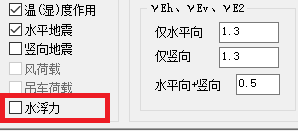 温(湿)度作用
水平地震
竖向地震
风荷载
吊车荷载
水浮力
γEh、γEv、γE2
仅水平向 1.3
仅竖向 1.3
水平向+竖向 0.5